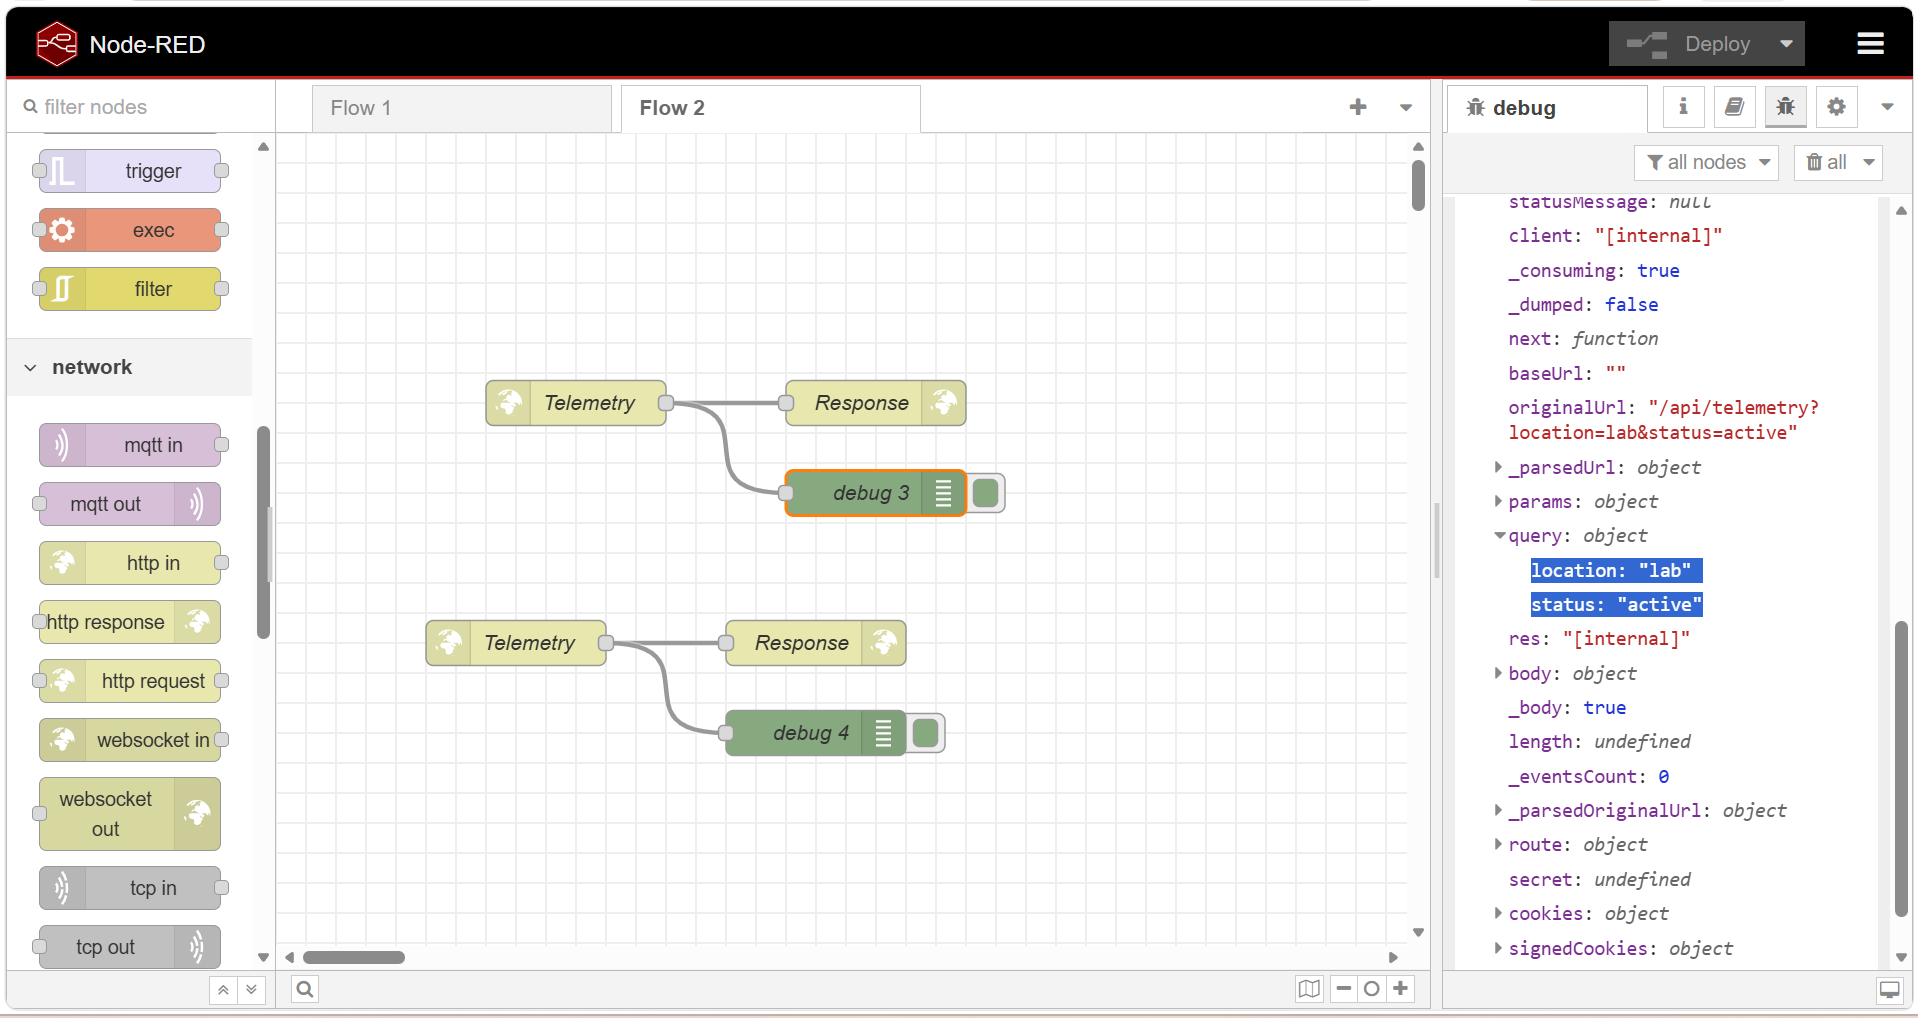 Node-RED
Deploy
filter nodes
Flow 1
Flow 2
debug
i
all nodes
all
trigger
exec
filter
network
mqtt in
mqtt out
http in
http response
http request
websocket in
websocket
out
tcp in
tcp out
Telemetry
Response
debug 3
Telemetry
Response
debug 4
statusMessage: null
client: "[internal]"
_consuming: true
_dumped: false
next: function
baseUrl: ""
originalUrl: "/api/telemetry?
location=lab&status=active"
_parsedUrl: object
params: object
query: object
location: "lab"
status: "active"
res: "[internal]"
body: object
_body: true
length: undefined
_eventsCount: 0
_parsedOriginalUrl: object
route: object
secret: undefined
cookies: object
signedCookies: object